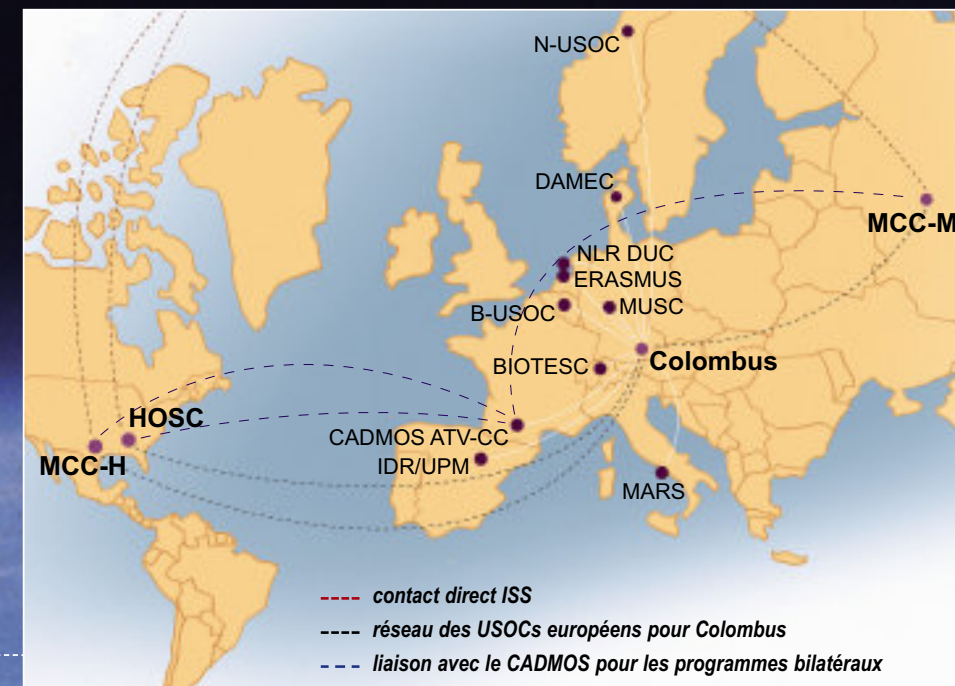 N-USOC
DAMEC
MCC-M
NLR DUC
ERASMUS
B-USOC
MUSC
BIOTESC
Colombus
HOSC
CADMOS ATV-CC
MCC-H
IDR/UPM
MARS
contact direct ISS
réseau des USOCs européens pour Colombus
liaison avec le CADMOS pour les programmes bilatéraux